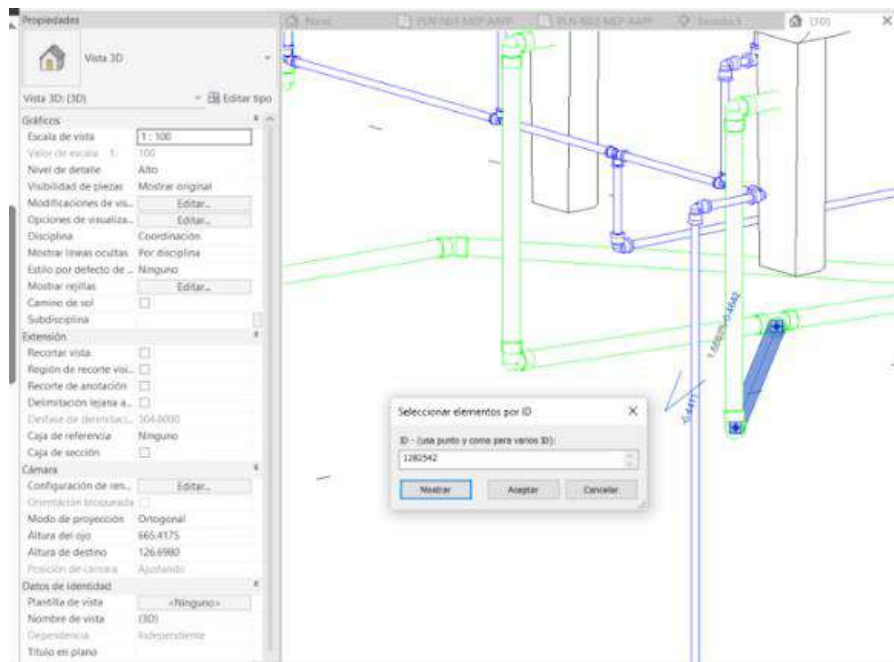 Propiedades
Vista 3D
Vista 3D: {3D}
Editar tipo
Gráficos
Escala de vista 1 : 100
Valor de escala 1: 100
Nivel de detalle Alto
Visibilidad de piezas Mostrar original
Modificaciones de vis... Editar...
Opciones de visualiza... Editar...
Disciplina Coordinación
Mostrar líneas ocultas Por disciplina
Estilo por defecto de ... Ninguno
Mostrar rejillas Editar...
Camino de sol
Subdisciplina
Extensión
Recortar vista
Región de recorte visi...
Recorte de anotación
Delimitación lejana a...
Desfase de delimitaci... 304.8000
Caja de referencia Ninguno
Caja de sección
Cámara
Configuración de ren... Editar...
Orientación bloqueada
Modo de proyección Ortogonal
Altura del ojo 665.4175
Altura de destino 126.6980
Posición de cámara Ajustando
Datos de identidad
Plantilla de vista <Ninguno>
Nombre de vista {3D}
Dependencia Independiente
Título en plano
{3D}
Seleccionar elementos por ID
ID - (usa punto y coma para varios ID):
1282542
Mostrar Aceptar Cancelar